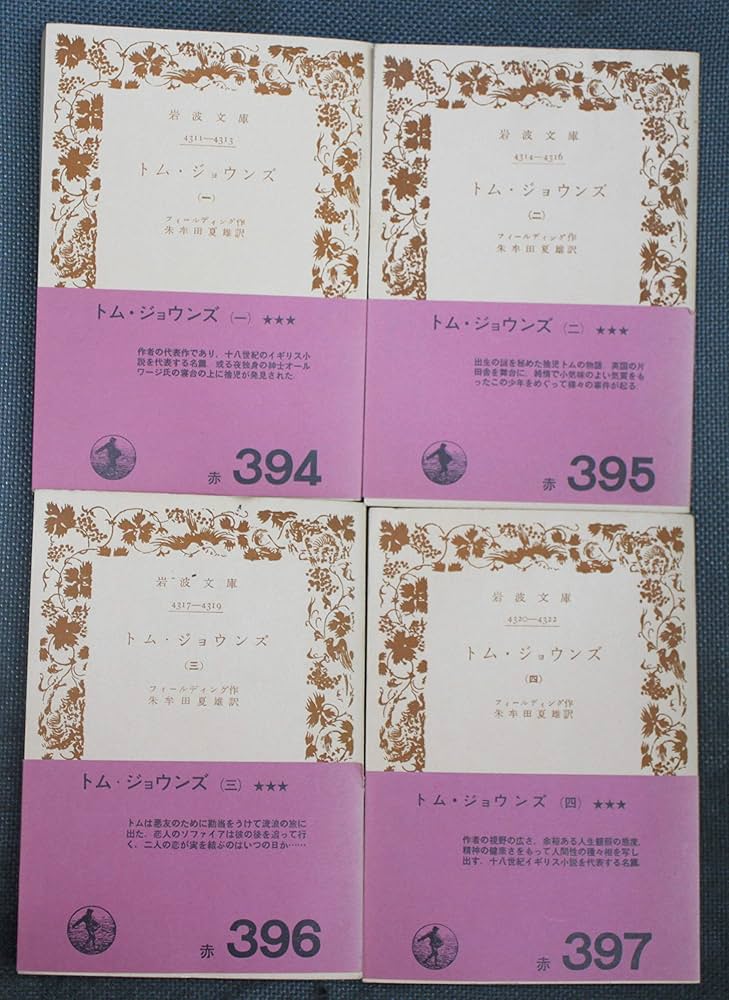 岩波文庫
4311—4313
トム・ジョウンズ
(一)
フィールディング作
朱牟田夏雄訳
トム・ジョウンズ (一) ★★★
作者の代表作であり、十八世紀のイギリス小
説を代表する名篇。或る夜独身の紳士オール
ワージ氏の寝台の上に捨児が発見された。
赤 394
岩波文庫
4314—4316
トム・ジョウンズ
(二)
フィールディング作
朱牟田夏雄訳
トム・ジョウンズ (二) ★★★
出生の謎を秘めた捨児トムの物語。英国の片
田舎を舞台に、純情で小気味のよい気質をも
ったこの少年をめぐって様々の事件が起る。
赤 395
岩波文庫
4317—4319
トム・ジョウンズ
(三)
フィールディング作
朱牟田夏雄訳
トム・ジョウンズ (三) ★★★
トムは悪友のために勘当をうけて流浪の旅に
出た。恋人のソファイアは彼の後を追って行
く。二人の恋が実を結ぶのはいつの日か……
赤 396
岩波文庫
4320—4322
トム・ジョウンズ
(四)
フィールディング作
朱牟田夏雄訳
トム・ジョウンズ (四) ★★★
作者の視野の広さ、余裕ある人生観照の態度、
精神の健康さをもって人間性の種々相を写し
出す、十八世紀イギリス小説を代表する名篇。
赤 397